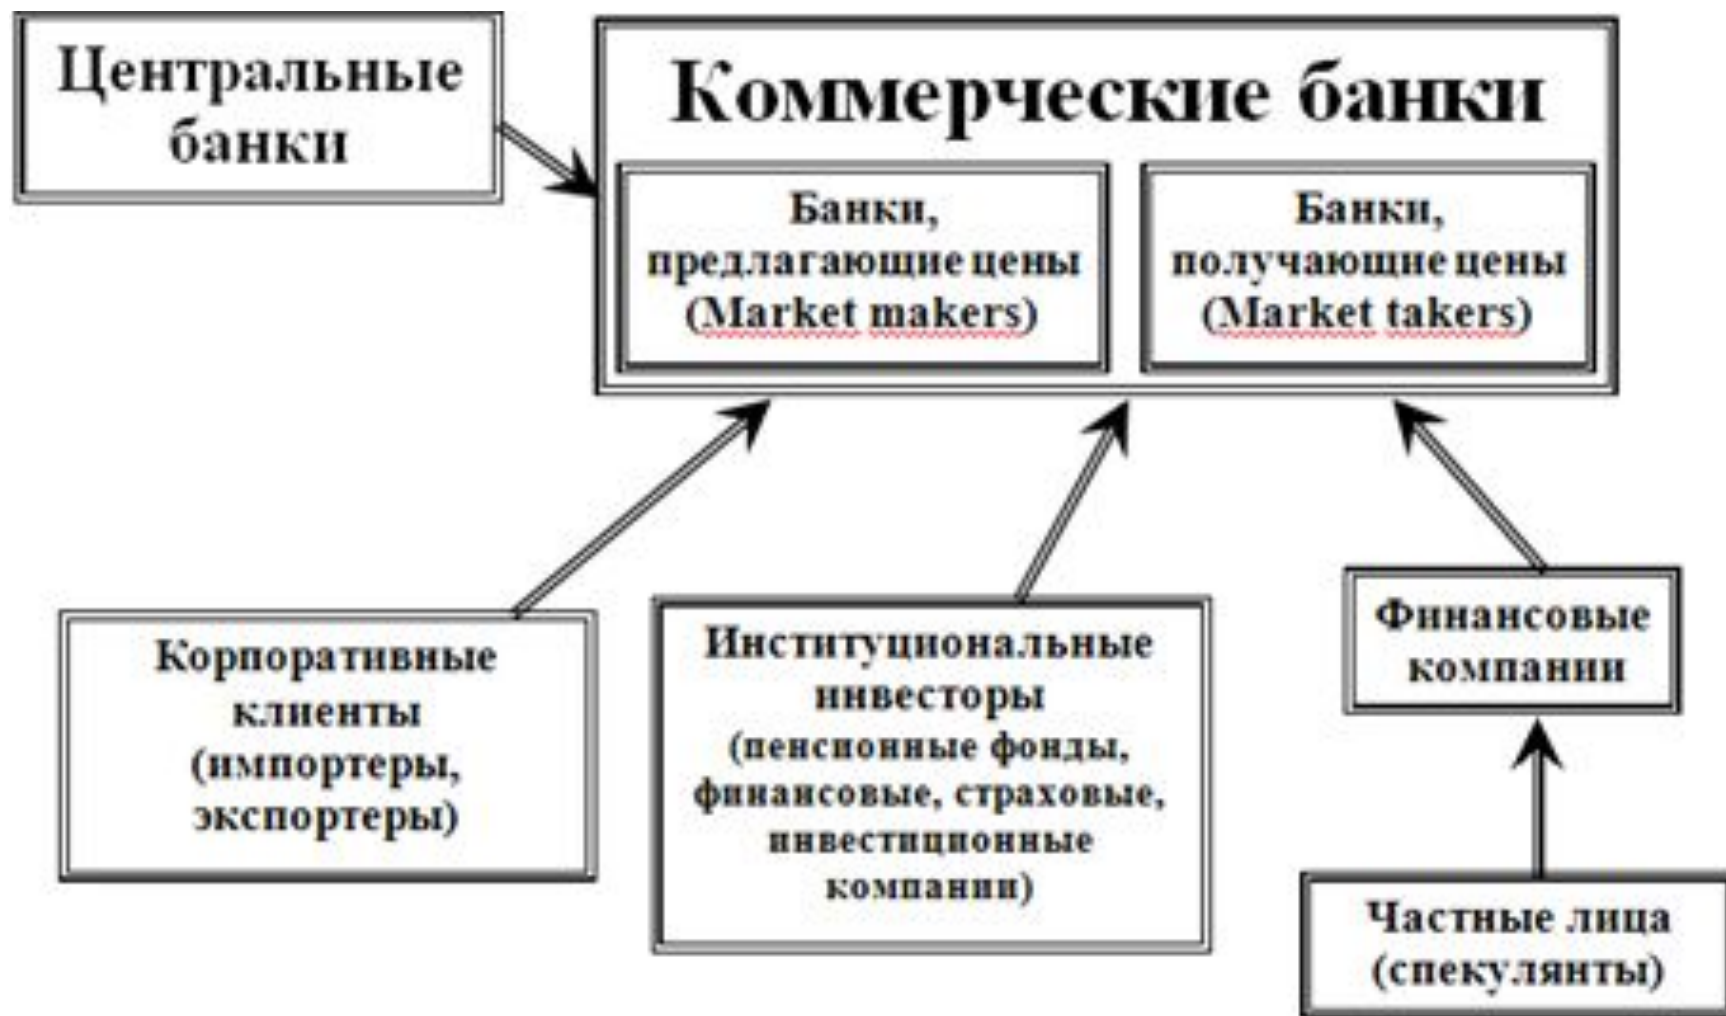 Центральные
банки
Коммерческие банки
Банки,
предлагающие цены
(Market makers)
Банки,
получающие цены
(Market takers)
Корпоративные
клиенты
(импортеры,
экспортеры)
Институциональные
инвесторы
(пенсионные фонды,
финансовые, страховые,
инвестиционные
компании)
Финансовые
компании
Частные лица
(спекулянты)